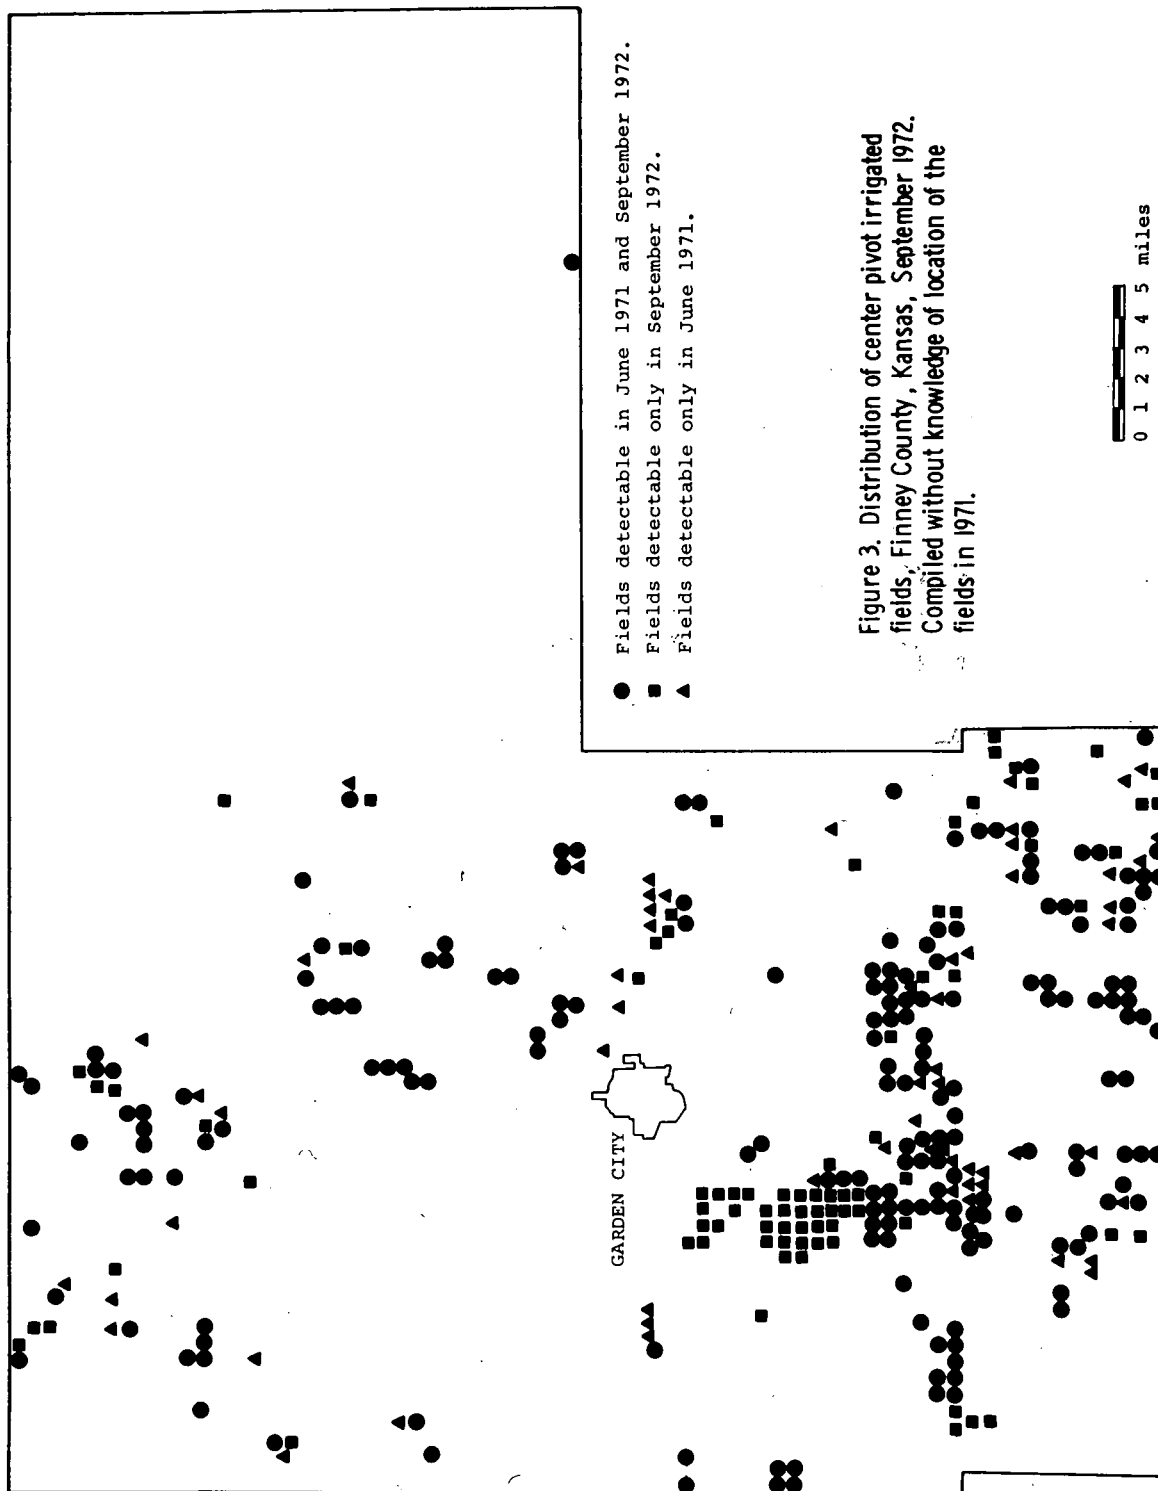 Fields detectable in June 1971 and September 1972.
Fields detectable only in September 1972.
Fields detectable only in June 1971.
Figure 3. Distribution of center pivot irrigated
fields, Finney County, Kansas, September 1972.
Compiled without knowledge of location of the
fields in 1971.
0 1 2 3 4 5 miles
GARDEN CITY